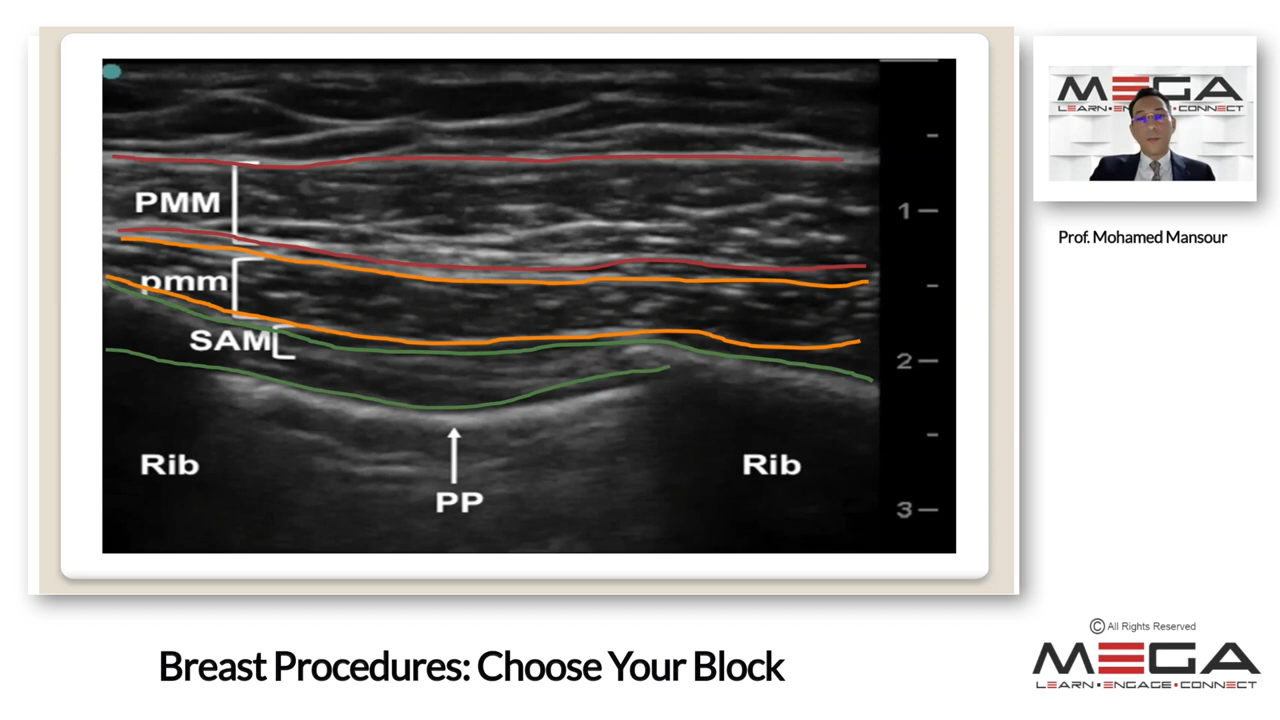 PMM
1
pmm
SAM
2
Rib
Rib
PP
3
MEGA
LEARN•EN
•CONNECT
Prof. Mohamed Mansour
Breast Procedures: Choose Your Block
© All Rights Reserved
MEGA
LEARN•ENGAGE•CONNECT